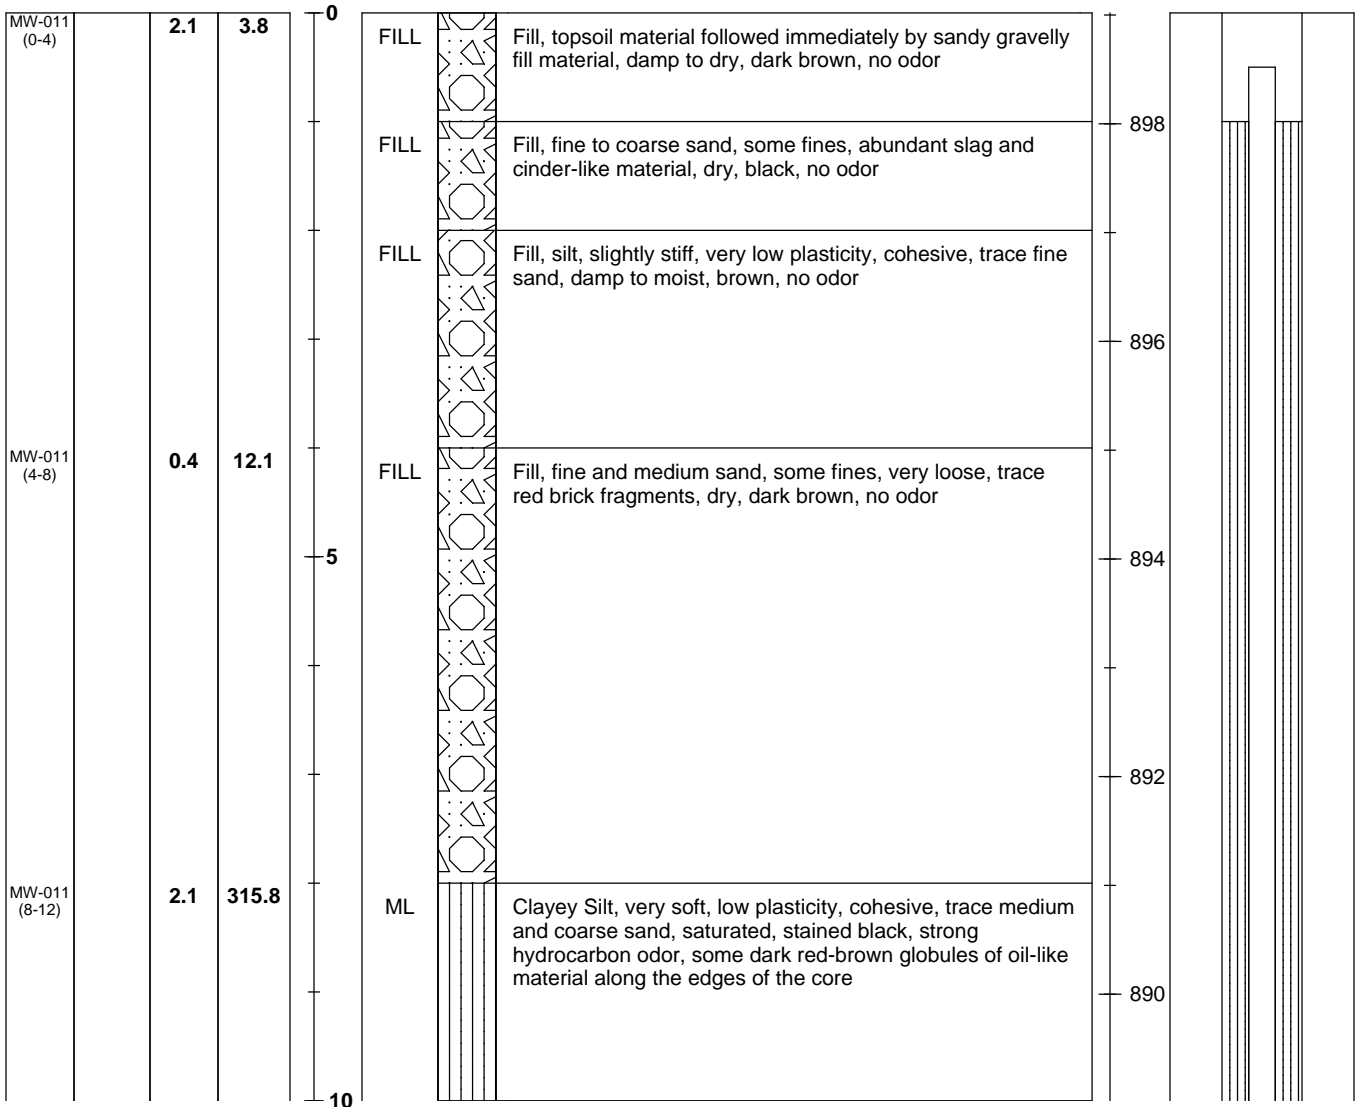 MW-011
(0-4)
2.1
3.8
0
FILL
Fill, topsoil material followed immediately by sandy gravelly
fill material, damp to dry, dark brown, no odor
898
FILL
Fill, fine to coarse sand, some fines, abundant slag and
cinder-like material, dry, black, no odor
FILL
Fill, silt, slightly stiff, very low plasticity, cohesive, trace fine
sand, damp to moist, brown, no odor
896
MW-011
(4-8)
0.4
12.1
FILL
Fill, fine and medium sand, some fines, very loose, trace
red brick fragments, dry, dark brown, no odor
5
894
892
MW-011
(8-12)
2.1
315.8
ML
Clayey Silt, very soft, low plasticity, cohesive, trace medium
and coarse sand, saturated, stained black, strong
hydrocarbon odor, some dark red-brown globules of oil-like
material along the edges of the core
890
10